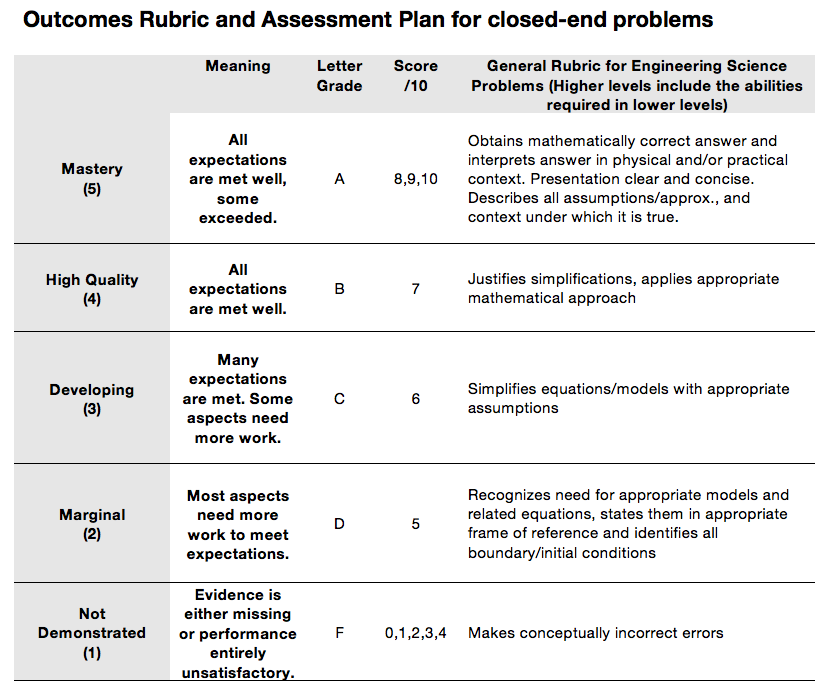 Outcomes Rubric and Assessment Plan for closed-end problems
Meaning
Letter
Grade
Score
/10
General Rubric for Engineering Science
Problems (Higher levels include the abilities
required in lower levels)
Mastery
(5)
All
expectations
are met well,
some
exceeded.
A
8,9,10
Obtains mathematically correct answer and
interprets answer in physical and/or practical
context. Presentation clear and concise.
Describes all assumptions/approx., and
context under which it is true.
High Quality
(4)
All
expectations
are met well.
B
7
Justifies simplifications, applies appropriate
mathematical approach
Developing
(3)
Many
expectations
are met. Some
aspects need
more work.
C
6
Simplifies equations/models with appropriate
assumptions
Marginal
(2)
Most aspects
need more
work to meet
expectations.
D
5
Recognizes need for appropriate models and
related equations, states them in appropriate
frame of reference and identifies all
boundary/initial conditions
Not
Demonstrated
(1)
Evidence is
either missing
or performance
entirely
unsatisfactory.
F
0,1,2,3,4
Makes conceptually incorrect errors